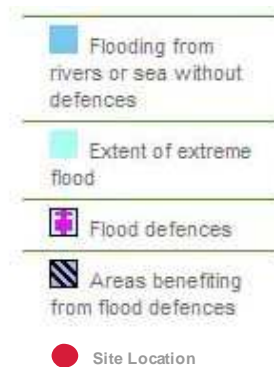 Flooding from
rivers or sea without
defences
Extent of extreme
flood
Flood defences
Areas benefiting
from flood defences
Site Location